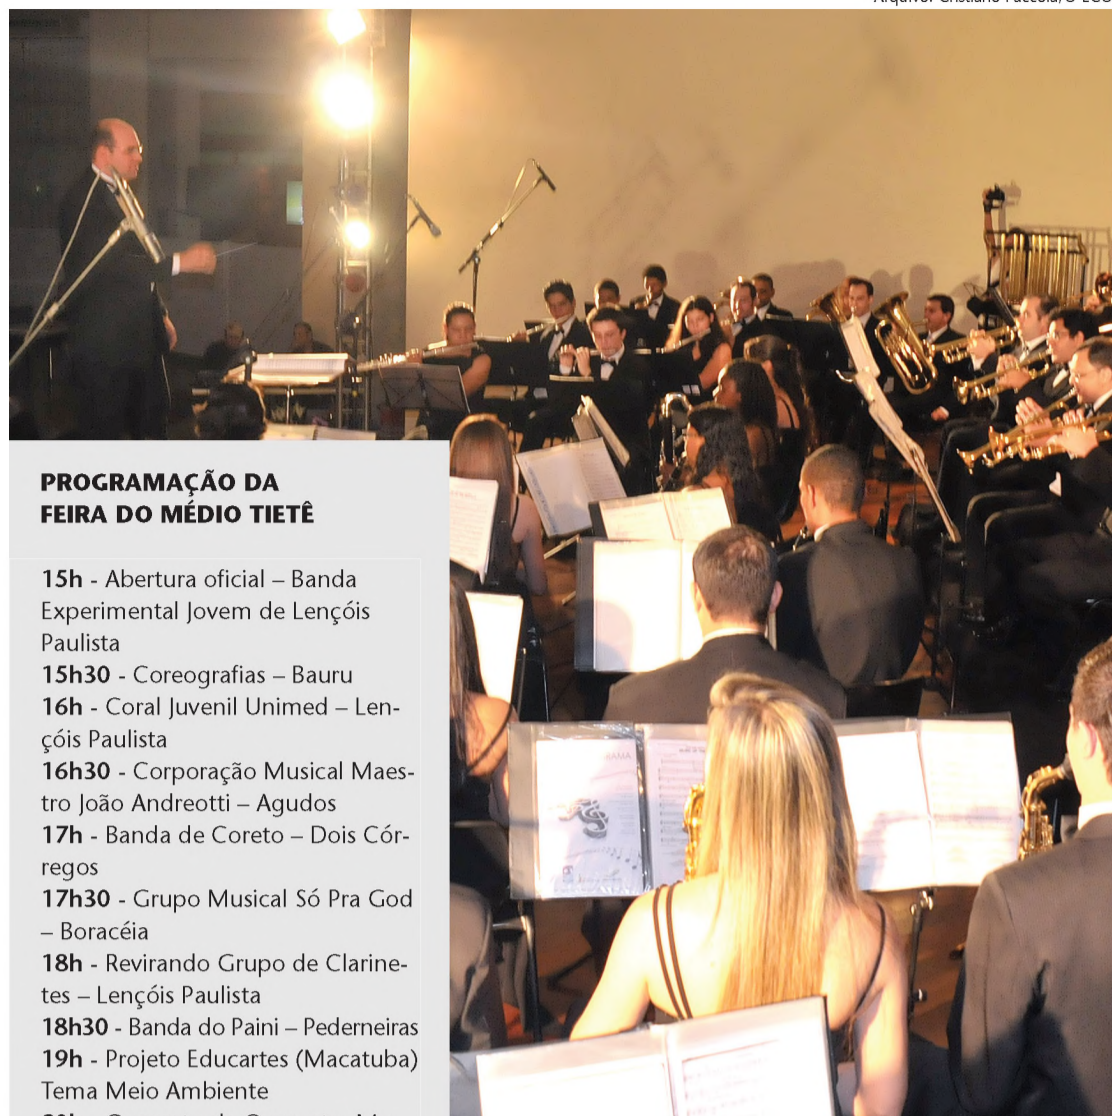 PROGRAMAÇÃO DA
FEIRA DO MÉDIO TIETÊ
15h - Abertura oficial – Banda
Experimental Jovem de Lençóis
Paulista
15h30 - Coreografias – Bauru
16h - Coral Juvenil Unimed – Len-
çóis Paulista
16h30 - Corporação Musical Maes-
tro João Andreotti – Agudos
17h - Banda de Coreto – Dois Cór-
regos
17h30 - Grupo Musical Só Pra God
– Boracéia
18h - Revirando Grupo de Clarine-
tes – Lençóis Paulista
18h30 - Banda do Paini – Pederneiras
19h - Projeto Educartes (Macatuba)
Tema Meio Ambiente